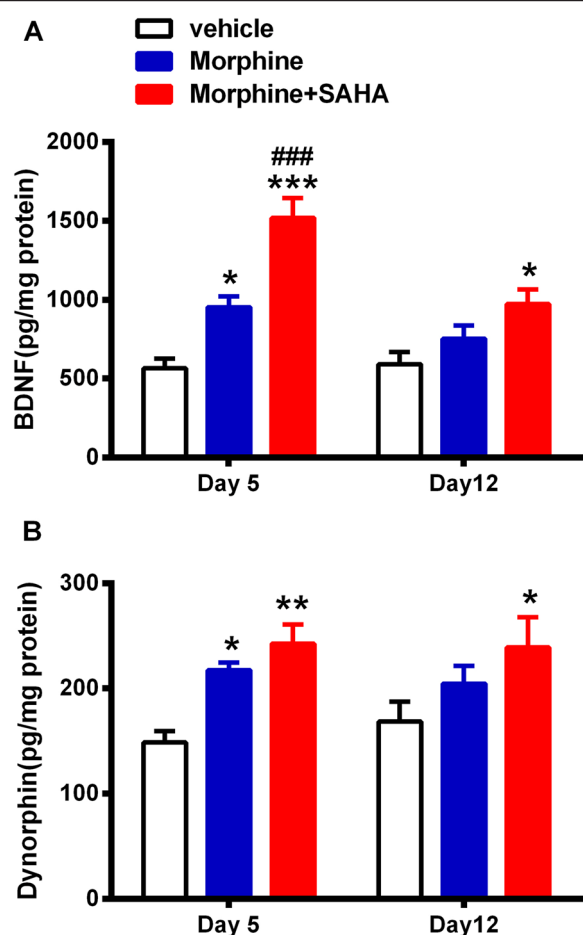 A
vehicle
Morphine
Morphine+SAHA
BDNF(pg/mg protein)
2000
1500
1000
500
0
*
###
***
*
Day 5
Day12
B
Dynorphin(pg/mg protein)
300
200
100
0
*
**
*
Day 5
Day12